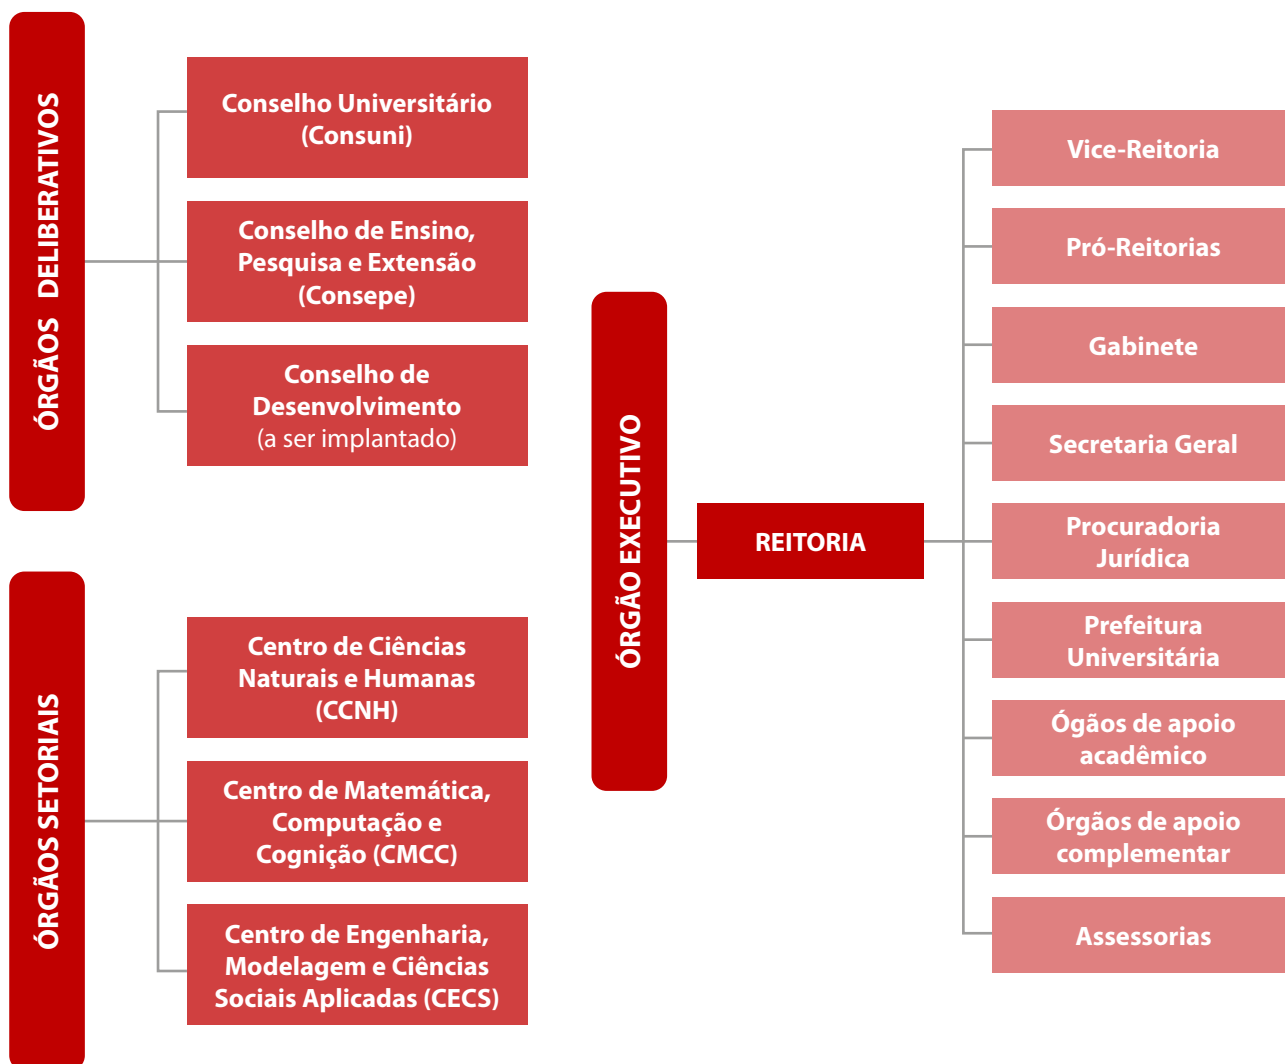 ÓRGÃOS DELIBERATIVOS
Conselho Universitário
(Consuni)
Conselho de Ensino,
Pesquisa e Extensão
(Consepe)
Conselho de
Desenvolvimento
(a ser implantado)
ÓRGÃOS SETORIAIS
Centro de Ciências
Naturais e Humanas
(CCNH)
Centro de Matemática,
Computação e
Cognição (CMCC)
Centro de Engenharia,
Modelagem e Ciências
Sociais Aplicadas (CECS)
ÓRGÃO EXECUTIVO
REITORIA
Vice-Reitoria
Pró-Reitorias
Gabinete
Secretaria Geral
Procuradoria
Jurídica
Prefeitura
Universitária
Ógãos de apoio
acadêmico
Órgãos de apoio
complementar
Assessorias